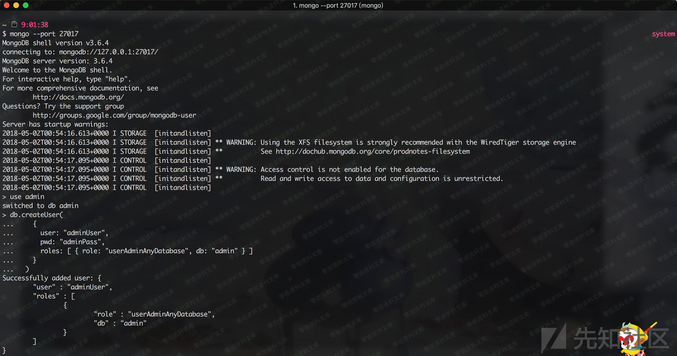 1. mongo --port 27017 (mongo)
~ 9:01:38
$ mongo --port 27017 system
MongoDB shell version v3.6.4
connecting to: mongodb://127.0.0.1:27017/
MongoDB server version: 3.6.4
Welcome to the MongoDB shell.
For interactive help, type "help".
For more comprehensive documentation, see
http://docs.mongodb.org/
Questions? Try the support group
http://groups.google.com/group/mongodb-user
Server has startup warnings:
2018-05-02T00:54:16.613+0000 I STORAGE  [initandlisten]
2018-05-02T00:54:16.613+0000 I STORAGE  [initandlisten] ** WARNING: Using the XFS filesystem is strongly recommended with the WiredTiger storage engine
2018-05-02T00:54:16.613+0000 I STORAGE  [initandlisten] **          See http://dochub.mongodb.org/core/prodnotes-filesystem
2018-05-02T00:54:17.095+0000 I CONTROL  [initandlisten]
2018-05-02T00:54:17.095+0000 I CONTROL  [initandlisten] ** WARNING: Access control is not enabled for the database.
2018-05-02T00:54:17.095+0000 I CONTROL  [initandlisten] **          Read and write access to data and configuration is unrestricted.
2018-05-02T00:54:17.095+0000 I CONTROL  [initandlisten]
> use admin
switched to db admin
> db.createUser(
...   {
...     user: "adminUser",
...     pwd: "adminPass",
...     roles: [ { role: "userAdminAnyDatabase", db: "admin" } ]
...   }
... )
Successfully added user: {
"user" : "adminUser",
"roles" : [
{
"role" : "userAdminAnyDatabase",
"db" : "admin"
}
]
}
先知社区